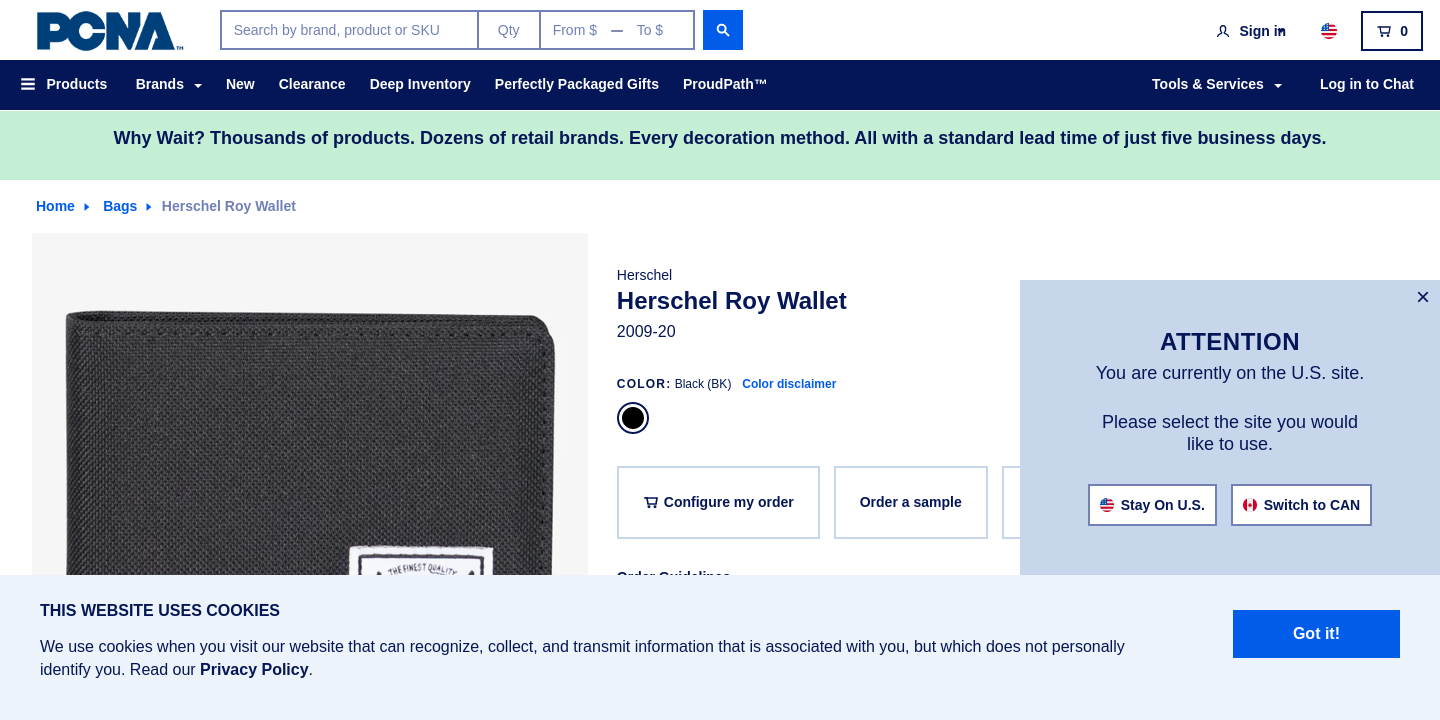 PCNA™
Search by brand, product or SKU
Qty
From $ — To $
Sign in
0
Products
Brands
New
Clearance
Deep Inventory
Perfectly Packaged Gifts
ProudPath™
Tools & Services
Log in to Chat
Why Wait? Thousands of products. Dozens of retail brands. Every decoration method. All with a standard lead time of just five business days.
Home
Bags
Herschel Roy Wallet
Herschel
Herschel Roy Wallet
2009-20
COLOR: Black (BK) Color disclaimer
Configure my order
Order a sample
Order Guidelines
THE FINEST QUALITY
×
ATTENTION
You are currently on the U.S. site.
Please select the site you would
like to use.
Stay On U.S.
Switch to CAN
THIS WEBSITE USES COOKIES
We use cookies when you visit our website that can recognize, collect, and transmit information that is associated with you, but which does not personally
identify you. Read our Privacy Policy.
Got it!